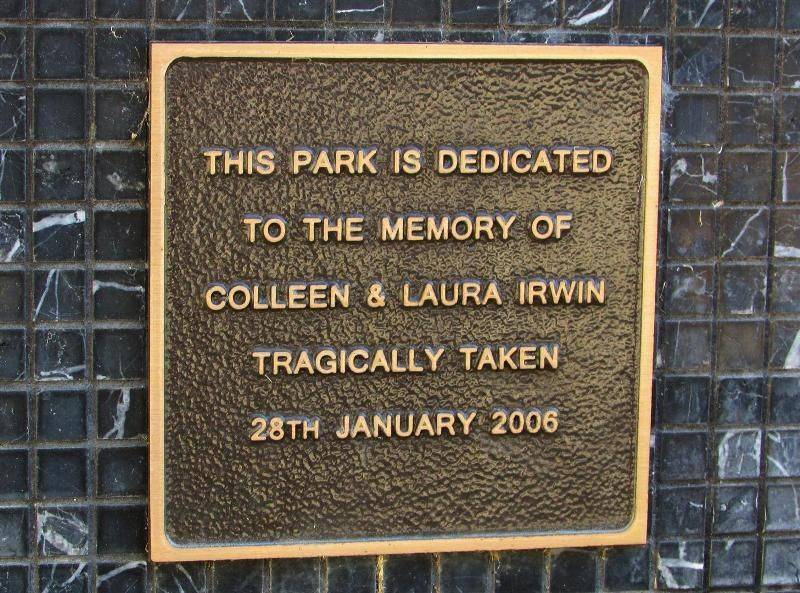 THIS PARK IS DEDICATED
TO THE MEMORY OF
COLLEEN & LAURA IRWIN
TRAGICALLY TAKEN
28TH JANUARY 2006